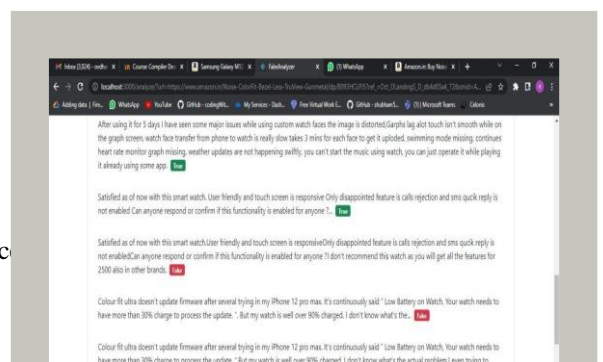 Inbox (3,024) - ordh
Course Compiler De
Samsung Galaxy M
FakeAnalyzer
(1) WhatsApp
Amazon.in Buy Noi
localhost:5000/analyze/?url=https://www.amazon.in/Noise-ColorFit-Bezel-Less-TruView-Gunmetal/dp/
Adding data | Fire..
WhatsApp
YouTube
GitHub - codingWit...
My Services - Dash...
Free Virtual Work E...
GitHub - shubham5...
(1) Microsoft Teams
Calorie
After using it for 5 days I have seen some major issues while using custom watch faces the image is distorted.Garphs lag alot touch isn't smooth while on
the graph screen, watch face transfer from phone to watch is really slow takes 3 mins for each face to get it uploded, swimming mode missing, continues
heart rate monitor graph missing, weather updates are not happening swiftly, you can't start the music using watch, you can just operate it while playing
it already using some app. True
Satisfied as of now with this smart watch. User friendly and touch screen is responsive Only disappointed feature is calls rejection and sms quick reply is
not enabled Can anyone respond or confirm if this functionality is enabled for anyone ?... True
Satisfied as of now with this smart watch.User friendly and touch screen is responsiveOnly disappointed feature is calls rejection and sms qucik reply is
not enabledCan anyone respond or confirm if this functionality is enabled for anyone ?I don't recommend this watch as you will get all the features for
2500 also in other brands. Fake
Colour fit ultra doesn't update firmware after several trying in my iPhone 12 pro max. It's continuously said " Low Battery on Watch, Your watch needs to
have more than 30% charge to process the update. ". But my watch is well over 90% charged. I don't know what's the... Fake
Colour fit ultra doesn't update firmware after several trying in my iPhone 12 pro max. It's continuously said " Low Battery on Watch, Your watch needs to
have more than 30% charge to process the update. " But my watch is well over 90% charged. I don't know what's the actual problem I even trying to